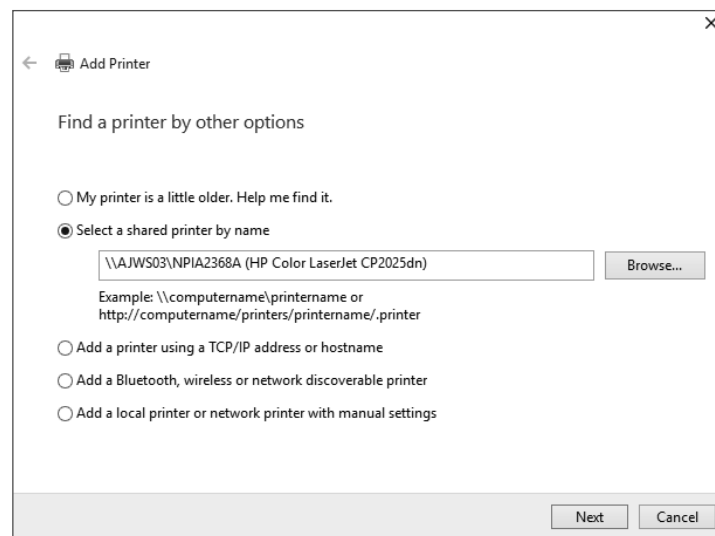 Add Printer
Find a printer by other options
My printer is a little older. Help me find it.
Select a shared printer by name
\\AJWS03\NPIA2368A (HP Color LaserJet CP2025dn)
Browse...
Example: \\computername\printername or
http://computername/printers/printername/.printer
Add a printer using a TCP/IP address or hostname
Add a Bluetooth, wireless or network discoverable printer
Add a local printer or network printer with manual settings
Next
Cancel